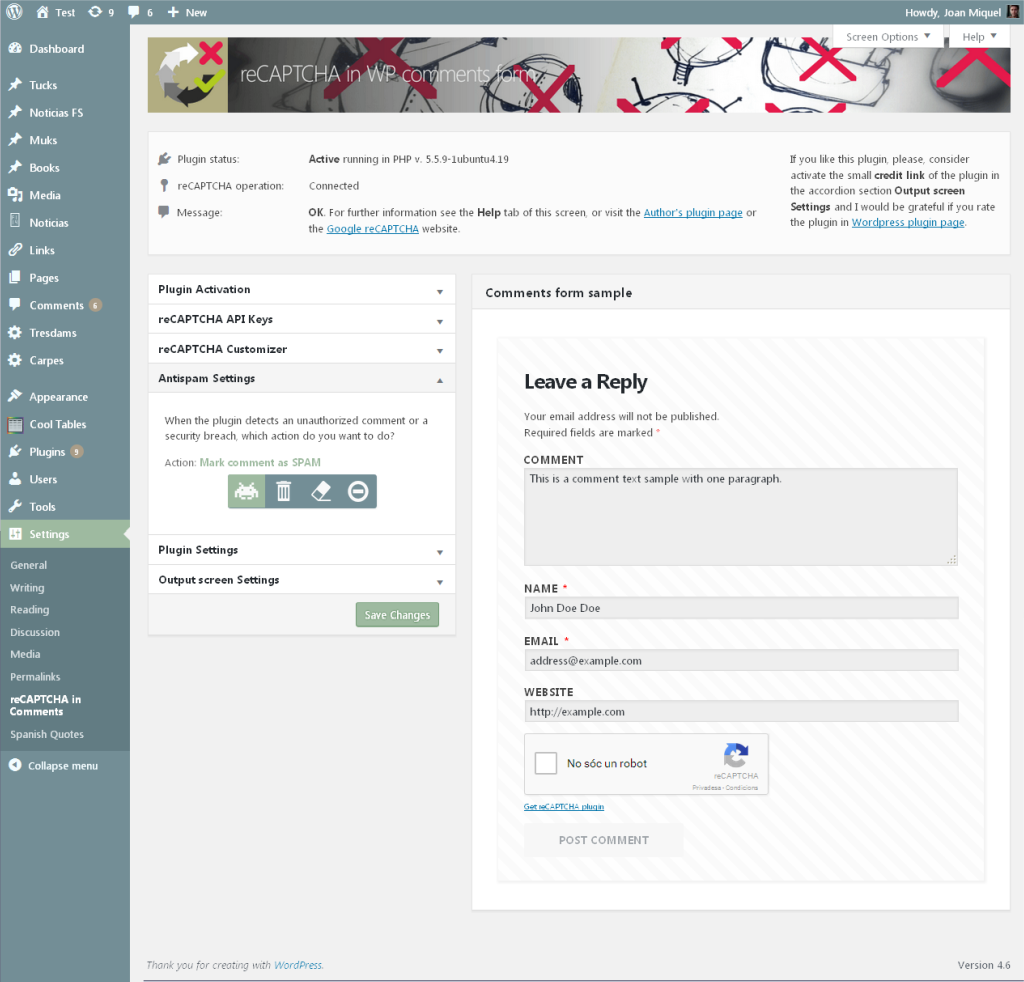 Test 9 6 New
Howdy, Joan Miquel
Screen Options
Help
Dashboard
Tucks
Noticias FS
Muks
Books
Media
Noticias
Links
Pages
Comments 6
Tresdams
Carpes
Appearance
Cool Tables
Plugins 9
Users
Tools
Settings
General
Writing
Reading
Discussion
Media
Permalinks
reCAPTCHA in
Comments
Spanish Quotes
Collapse menu
reCAPTCHA in WP comments form
Plugin status: Active running in PHP v. 5.5.9-1ubuntu4.19
reCAPTCHA operation: Connected
Message: OK. For further information see the Help tab of this screen, or visit the Author's plugin page or
the Google reCAPTCHA website.
If you like this plugin, please, consider
activate the small credit link of the plugin in
the accordion section Output screen
Settings and I would be grateful if you rate
the plugin in Wordpress plugin page.
Plugin Activation
reCAPTCHA API Keys
reCAPTCHA Customizer
Antispam Settings
When the plugin detects an unauthorized comment or a
security breach, which action do you want to do?
Action: Mark comment as SPAM
Plugin Settings
Output screen Settings
Save Changes
Comments form sample
Leave a Reply
Your email address will not be published.
Required fields are marked *
COMMENT
This is a comment text sample with one paragraph.
NAME *
John Doe Doe
EMAIL *
address@example.com
WEBSITE
http://example.com
No sóc un robot
reCAPTCHA
Privadesa - Condicions
Get reCAPTCHA plugin
POST COMMENT
Thank you for creating with WordPress.
Version 4.6